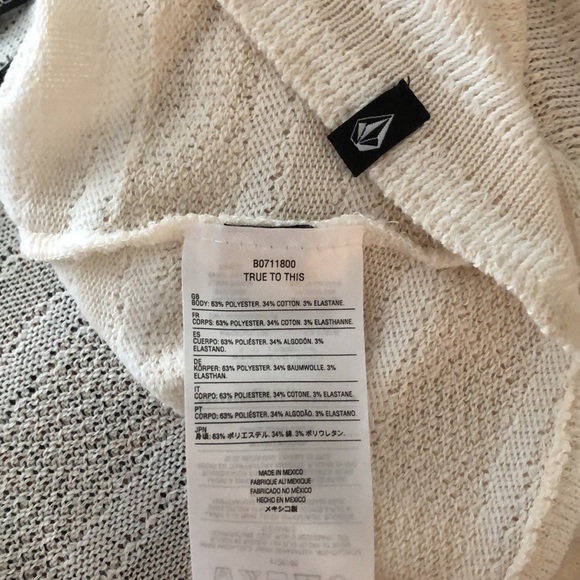 B0711800
TRUE TO THIS
GB
BODY: 63% POLYESTER. 34% COTTON. 3% ELASTANE.
FR
CORPS: 63% POLYESTER. 34% COTON. 3% ELASTHANNE.
ES
CUERPO: 63% POLIÉSTER. 34% ALGODÓN. 3%
ELASTANO.
DE
KÖRPER: 63% POLYESTER. 34% BAUMWOLLE. 3%
ELASTHAN.
IT
CORPO: 63% POLIESTERE. 34% COTONE. 3% ELASTANE.
PT
CORPO: 63% POLIÉSTER. 34% ALGODÃO. 3% ELASTANO.
JPN
身頃: 63% ポリエステル. 34% 綿. 3% ポリウレタン.
MADE IN MEXICO
FABRIQUE AU MEXIQUE
FABRICADO NO MÉXICO
HECHO EN MEXICO
メキシコ製